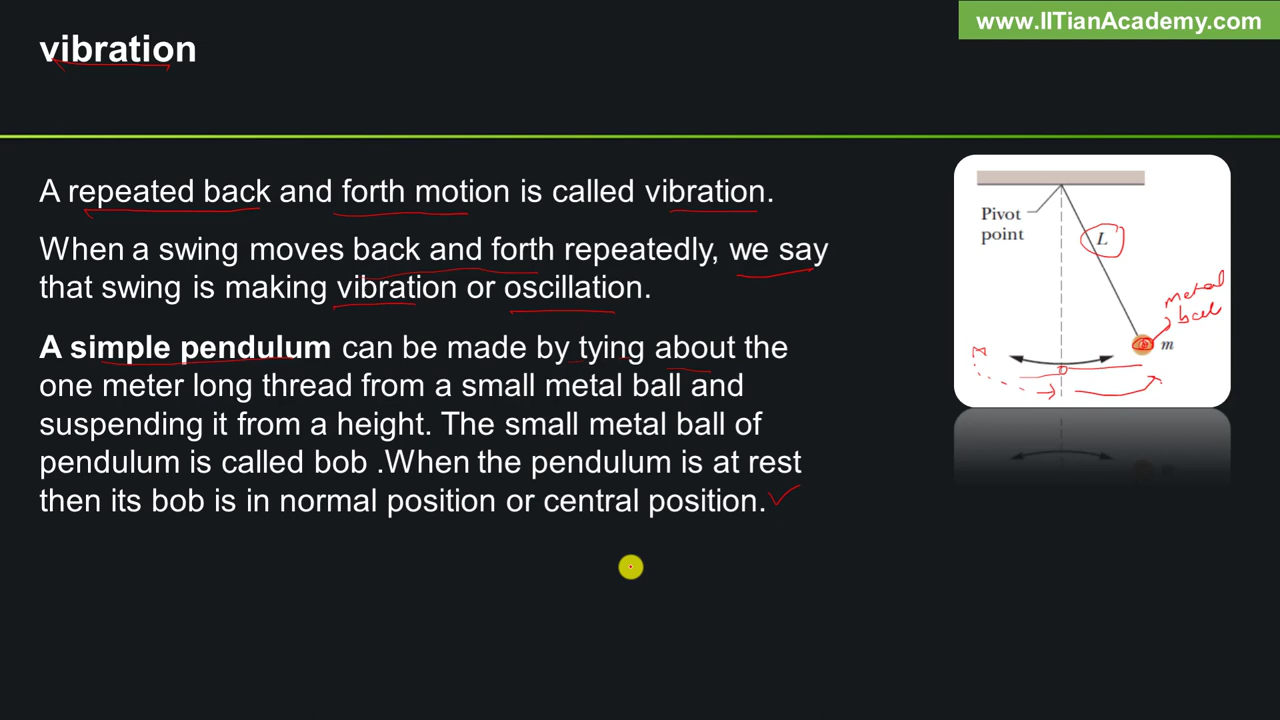 www.IITianAcademy.com
vibration
A repeated back and forth motion is called vibration.
When a swing moves back and forth repeatedly, we say
that swing is making vibration or oscillation.
A simple pendulum can be made by tying about the
one meter long thread from a small metal ball and
suspending it from a height. The small metal ball of
pendulum is called bob .When the pendulum is at rest
then its bob is in normal position or central position.
Pivot
point
L
metal
m